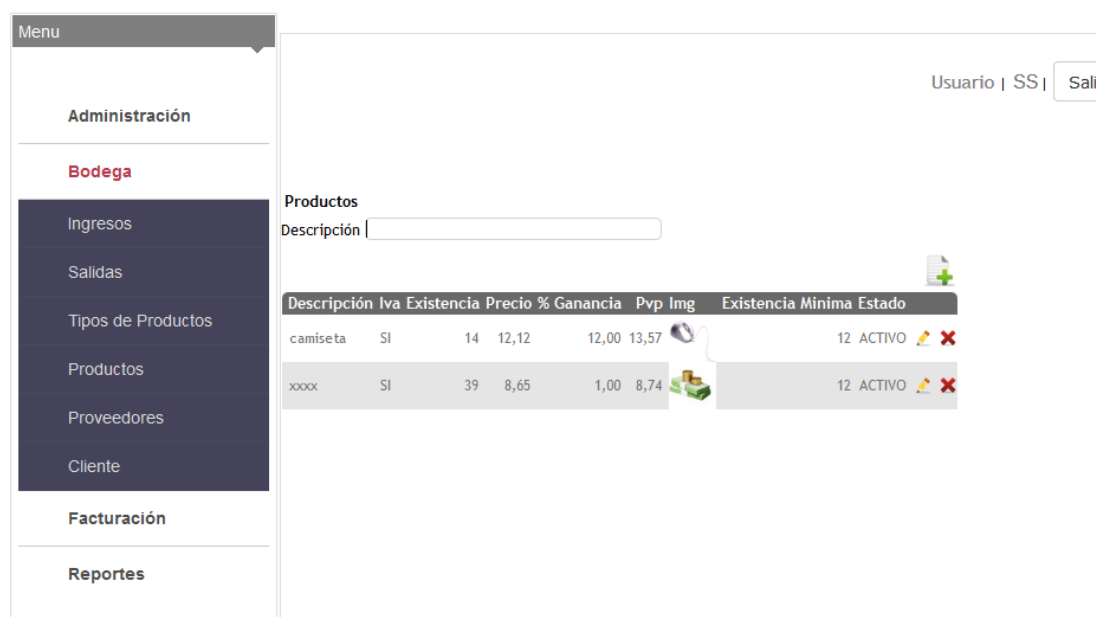 Menu
Usuario | SS | Sali
Administración
Bodega
Ingresos
Salidas
Tipos de Productos
Productos
Proveedores
Cliente
Facturación
Reportes
Productos
Descripción
Descripción Iva Existencia Precio % Ganancia Pvp Img Existencia Minima Estado
camiseta SI 14 12,12 12,00 13,57 12 ACTIVO
xxxx SI 39 8,65 1,00 8,74 12 ACTIVO